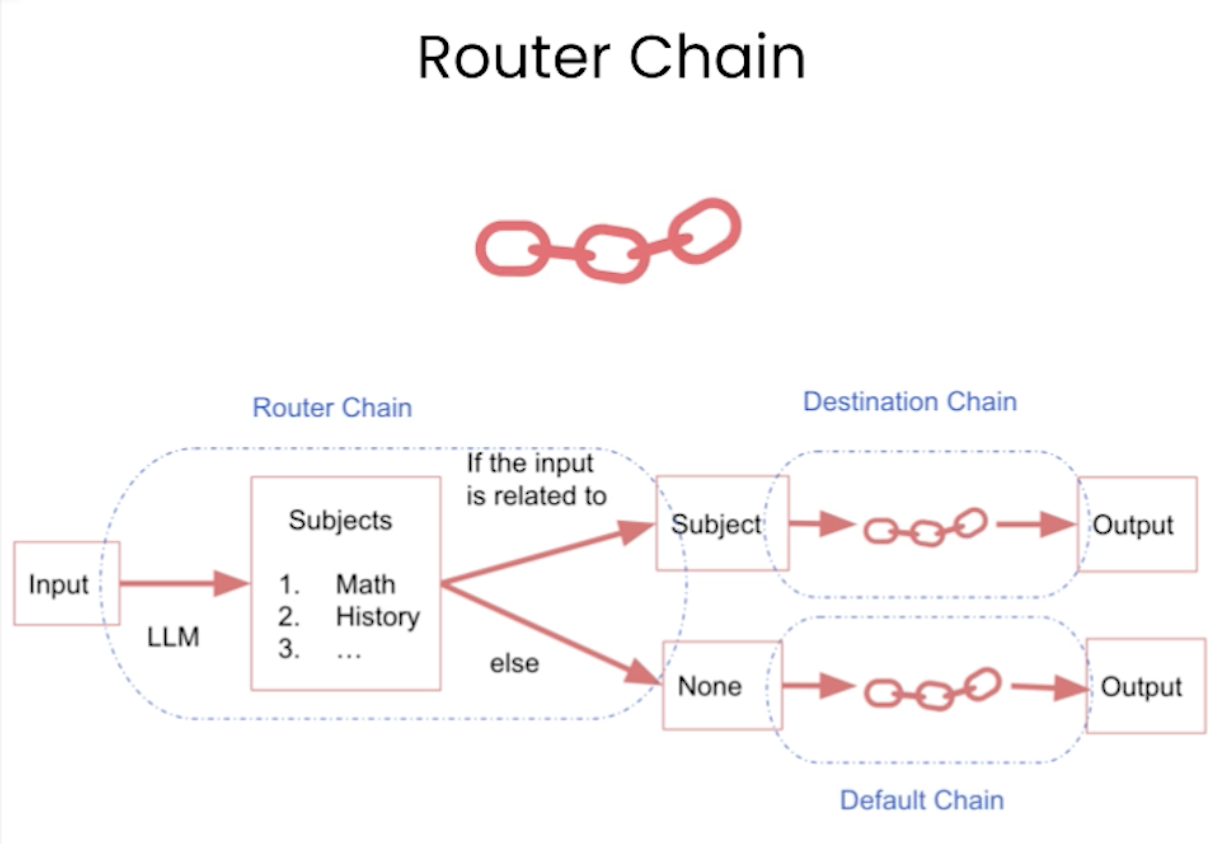 Router Chain
Router Chain
Destination Chain
If the input
is related to
Subjects
1. Math
2. History
3. ...
Input
LLM
else
Subject
Output
None
Output
Default Chain